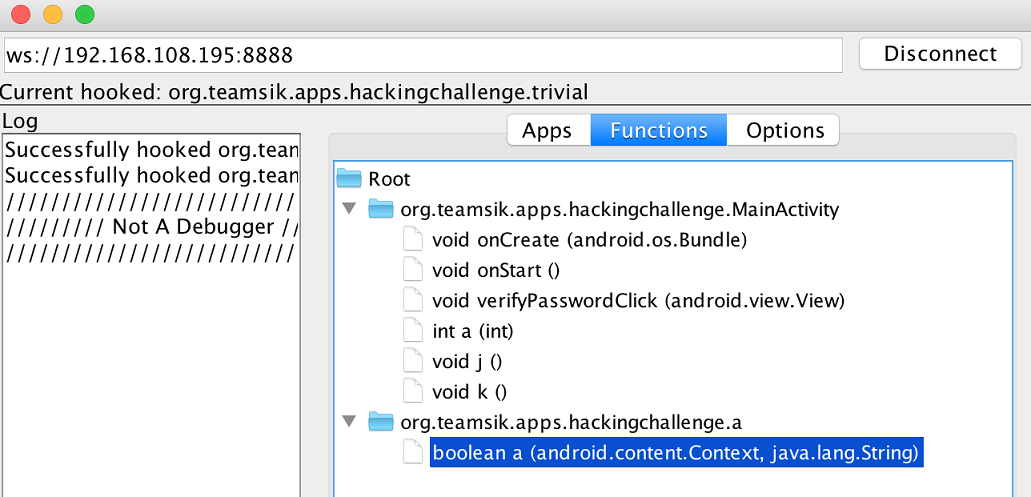 ws://192.168.108.195:8888
Disconnect
Current hooked: org.teamsik.apps.hackingchallenge.trivial
Log
Successfully hooked org.team
Successfully hooked org.team
//////////////////////////
///////// Not A Debugger //
//////////////////////////
Apps
Functions
Options
Root
org.teamsik.apps.hackingchallenge.MainActivity
void onCreate (android.os.Bundle)
void onStart ()
void verifyPasswordClick (android.view.View)
int a (int)
void j ()
void k ()
org.teamsik.apps.hackingchallenge.a
boolean a (android.content.Context, java.lang.String)